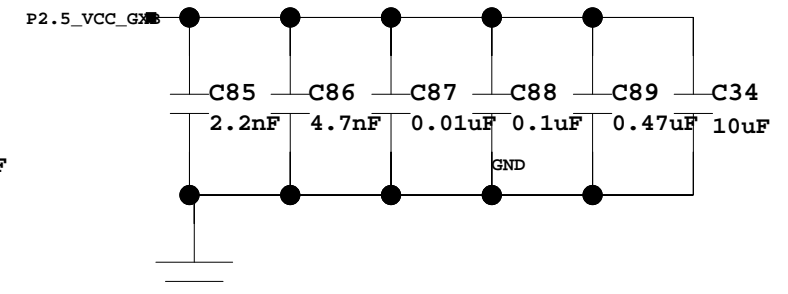 P2.5_VCC_GXB
C85 C86 C87 C88 C89 C34
2.2nF 4.7nF 0.01uF 0.1uF 0.47uF 10uF
F
GND